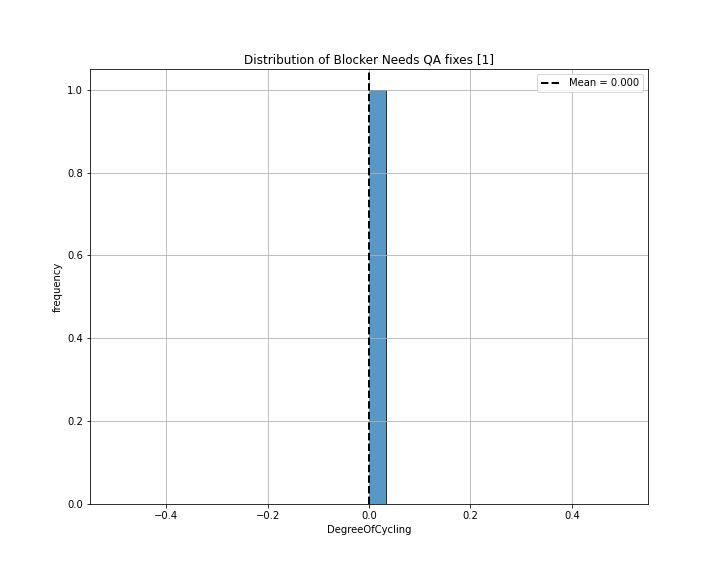 Distribution of Blocker Needs QA fixes [1]
Mean = 0.000
1.0
0.8
0.6
0.4
0.2
0.0
frequency
−0.4
−0.2
0.0
0.2
0.4
DegreeOfCycling